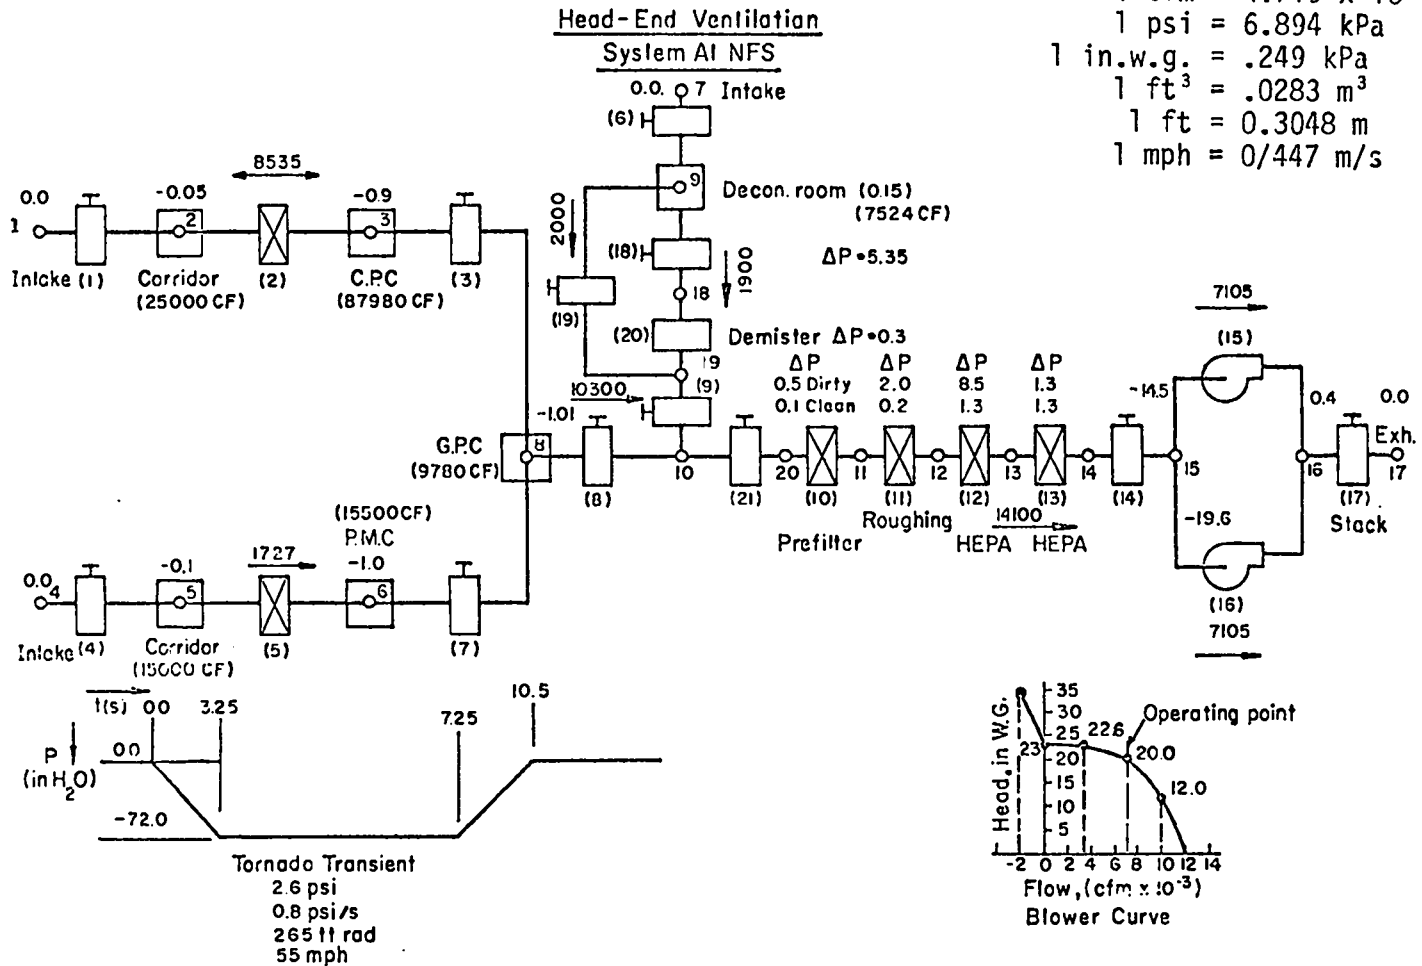 Head-End Ventilation
System At NFS
1 psi = 6.894 kPa
1 in.w.g. = .249 kPa
1 ft³ = .0283 m³
1 ft = 0.3048 m
1 mph = 0/447 m/s
0.0. 7 Intake
(6)
9 Decon. room (0.15)
(7524 CF)
2000
(18)
ΔP=5.35
1900
18
(19)
(20) Demister ΔP=0.3
19
(9)
10300
8535
0.0 -0.05 -0.9
1 2 3
Intake (1) Corridor (2) C.P.C (3)
(25000 CF) (87980 CF)
ΔP ΔP ΔP ΔP
0.5 Dirty 2.0 8.5 1.3
0.1 Clean 0.2 1.3 1.3
-1.01
G.P.C 8
(9780 CF)
(8) 10 (21) 20 (10) 11 (11) 12 (12) 13 (13) 14 (14) 15
Prefilter Roughing HEPA HEPA
14100
7105
(15)
-14.5 0.4 0.0
Exh.
16 (17) 17
Stack
-19.6
(16)
7105
(15500 CF)
P.M.C
1727
0.0 -0.1 -1.0
4 5 6
Intake (4) Corridor (5) (7)
(15000 CF)
t(s) 00 3.25 7.25 10.5
P
(in H₂O)
0.0
-72.0
Tornado Transient
2.6 psi
0.8 psi/s
265 ft rad
55 mph
Head, in W.G.
35
30
25
20
15
10
5
23
22.6
Operating point
20.0
12.0
-2 0 2 4 6 8 10 12 14
Flow, (cfm x 10⁻³)
Blower Curve